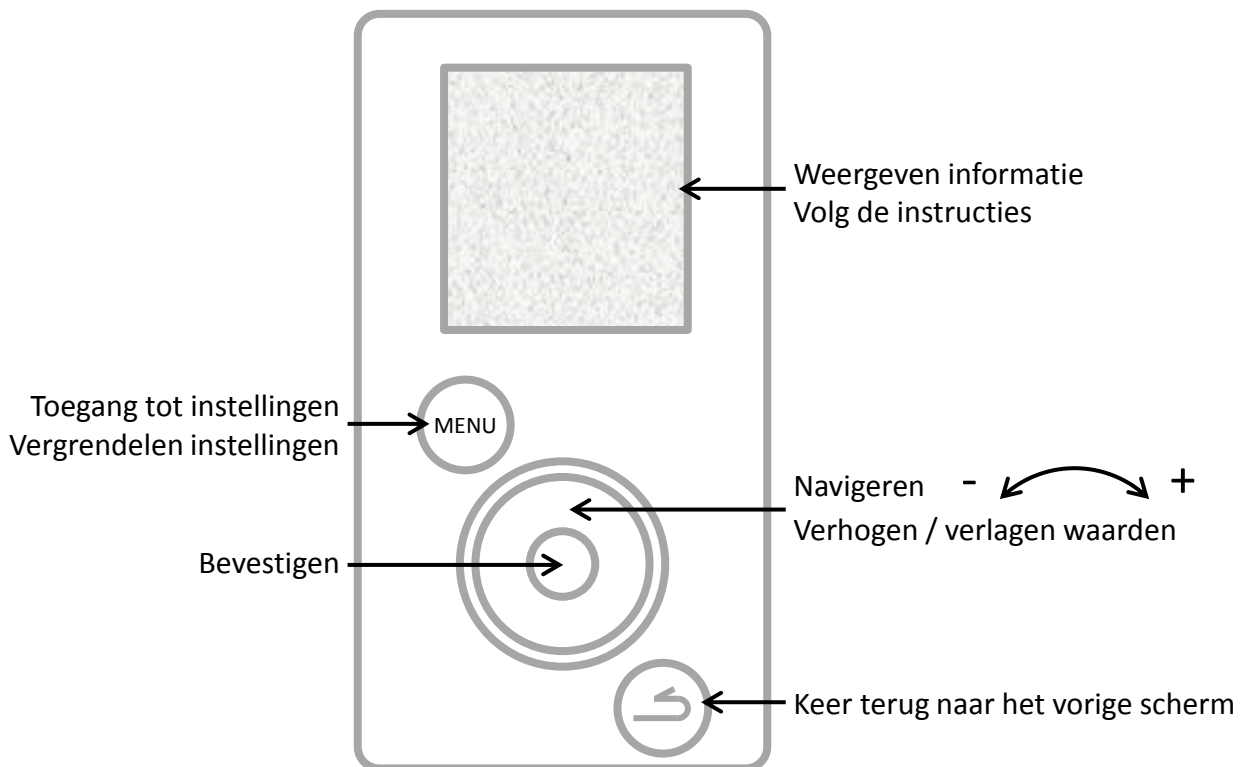 Weergeven informatie
Volg de instructies
Toegang tot instellingen
Vergrendelen instellingen
MENU
Navigeren - +
Verhogen / verlagen waarden
Bevestigen
Keer terug naar het vorige scherm